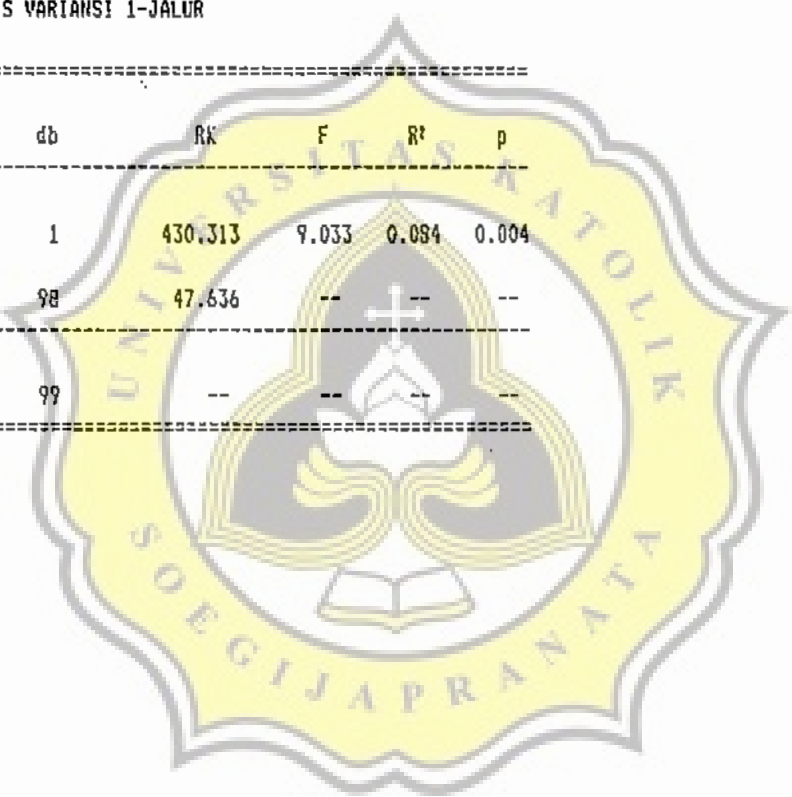 S VARIANSI 1-JALUR
db RK F R² p
1 430.313 9.033 0.084 0.004
98 47.636 -- -- --
99 -- -- -- --
UNIVERSITAS KATOLIK
SOEGIJAPRANATA